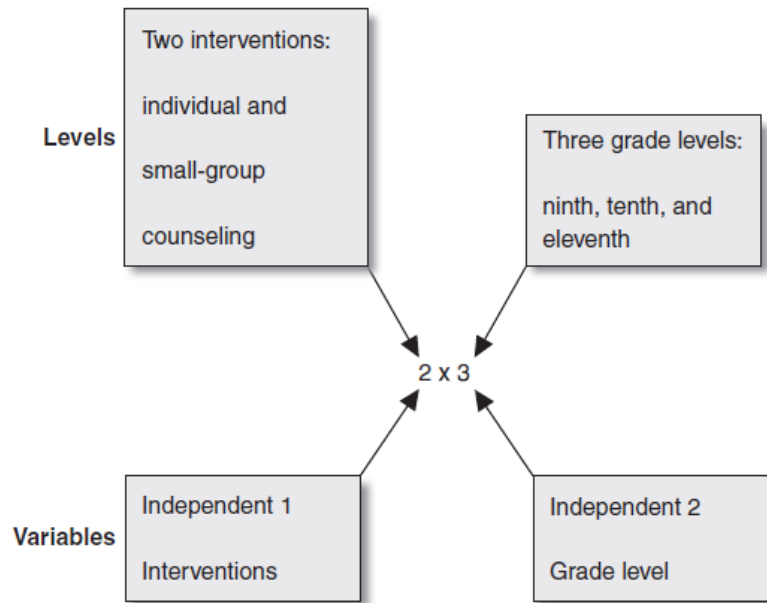 Two interventions:
individual and
small-group
counseling
Levels
Three grade levels:
ninth, tenth, and
eleventh
2 x 3
Variables
Independent 1
Interventions
Independent 2
Grade level